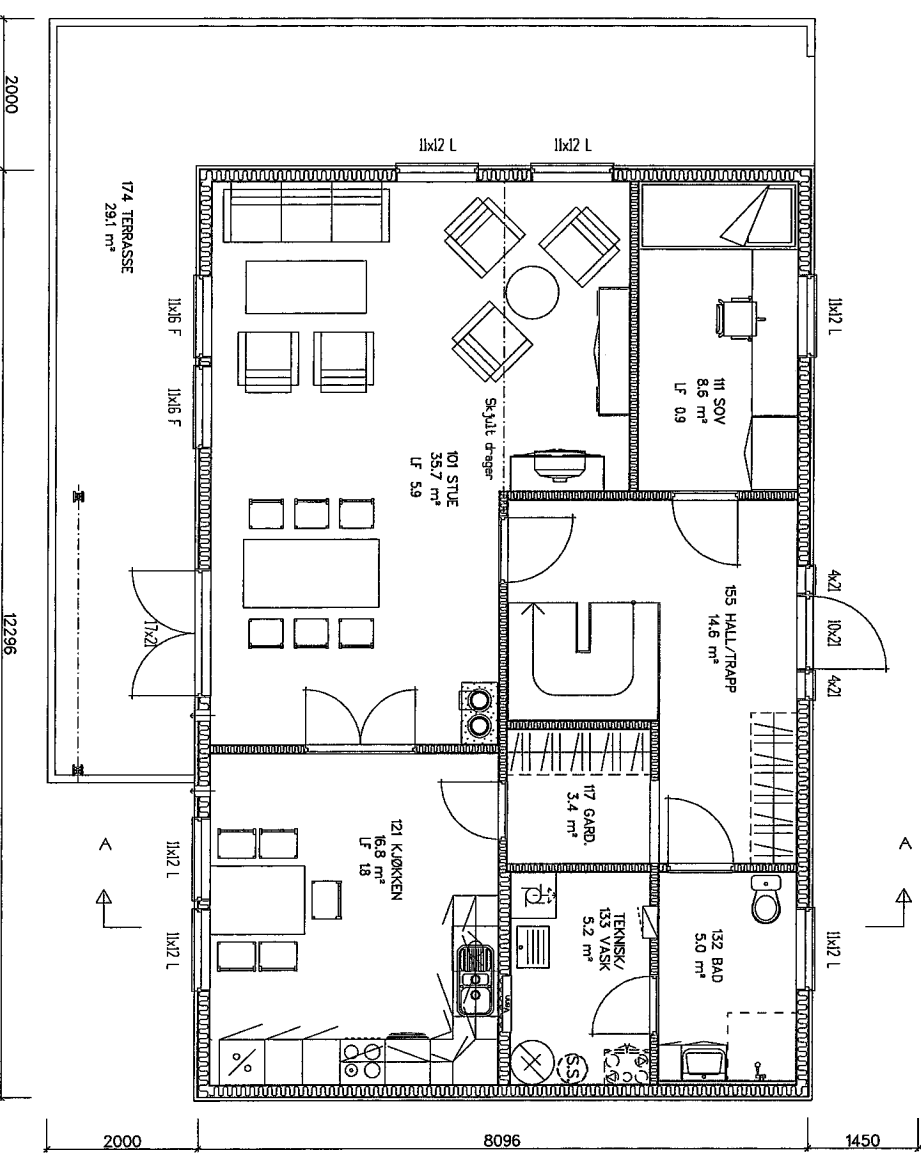 2000
12296
174 TERRASSE
29.1 m²
11x12 L
11x12 L
11x16 F
11x16 F
17x21
11x12 L
11x12 L
101 STUE
35.7 m²
LF 5.9
Skjult drager
111 SOV
8.6 m²
LF 0.9
11x12 L
155 HALL/TRAPP
14.6 m²
4x21
10x21
4x21
117 GARD.
3.4 m²
121 KJØKKEN
16.8 m²
LF 1.8
TEKNISK/
133 VASK
5.2 m²
132 BAD
5.0 m²
11x12 L
S.S.
A
A
2000
8096
1450